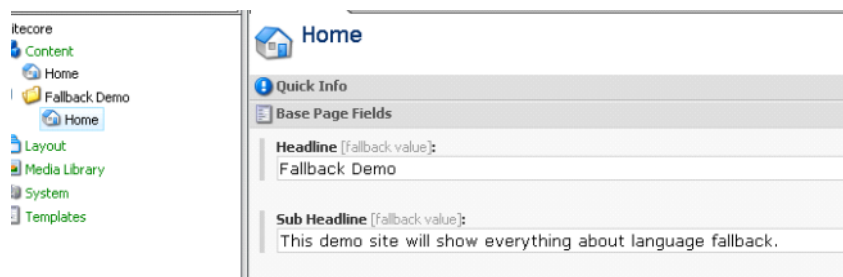 itecore
Content
Home
Fallback Demo
Home
Layout
Media Library
System
Templates
Home
Quick Info
Base Page Fields
Headline [fallback value]:
Fallback Demo
Sub Headline [fallback value]:
This demo site will show everything about language fallback.